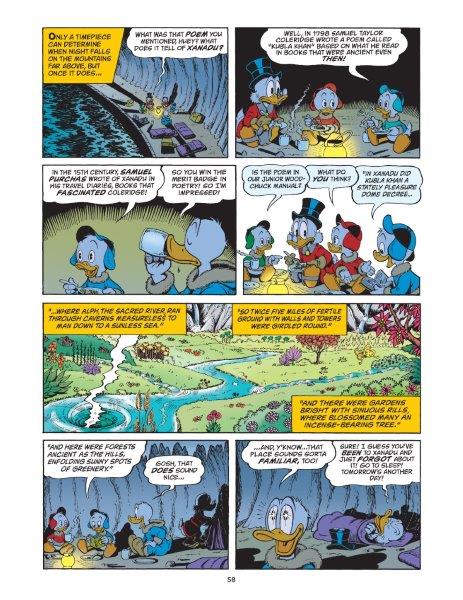 ONLY A TIMEPIECE
CAN DETERMINE
WHEN NIGHT FALLS
ON THE MOUNTAINS
FAR ABOVE, BUT
ONCE IT DOES...
WHAT WAS THAT POEM YOU
MENTIONED, HUEY? WHAT
DOES IT TELL OF XANADU?
WELL, IN 1798 SAMUEL TAYLOR
COLERIDGE WROTE A POEM CALLED
"KUBLA KHAN" BASED ON WHAT HE READ
IN BOOKS THAT WERE ANCIENT EVEN
THEN!
IN THE 15TH CENTURY, SAMUEL
PURCHAS WROTE OF XANADU IN
HIS TRAVEL DIARIES, BOOKS THAT
FASCINATED COLERIDGE!
SO YOU WIN THE
MERIT BADGE IN
POETRY! SO I'M
IMPRESSED!
IS THE POEM IN
OUR JUNIOR WOOD-
CHUCK MANUAL?
WHAT DO
YOU THINK?
"IN XANADU DID
KUBLA KHAN A
STATELY PLEASURE
DOME DECREE...
"...WHERE ALPH, THE SACRED RIVER, RAN
THROUGH CAVERNS MEASURELESS TO
MAN DOWN TO A SUNLESS SEA."
"SO TWICE FIVE MILES OF FERTILE
GROUND WITH WALLS AND TOWERS
WERE GIRDLED ROUND."
"AND THERE WERE GARDENS
BRIGHT WITH SINUOUS RILLS,
WHERE BLOSSOMED MANY AN
INCENSE-BEARING TREE."
"AND HERE WERE FORESTS
ANCIENT AS THE HILLS,
ENFOLDING SUNNY SPOTS
OF GREENERY."
GOSH, THAT
DOES SOUND
NICE...
...AND, Y'KNOW...THAT
PLACE SOUNDS SORTA
FAMILIAR, TOO!
SURE! I GUESS YOU'VE
BEEN TO XANADU AND
JUST FORGOT ABOUT
IT! GO TO SLEEP!
TOMORROW'S ANOTHER
DAY!
58